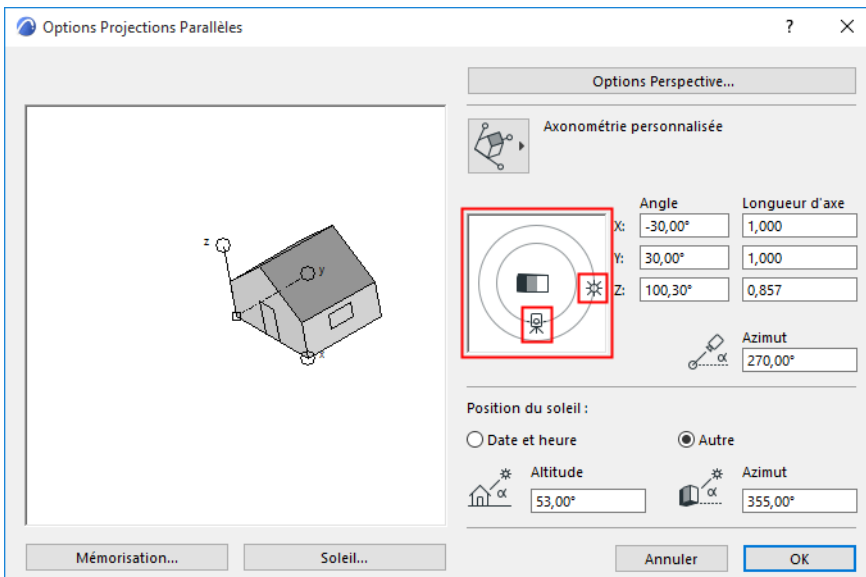 Options Projections Parallèles
?
Options Perspective...
Axonométrie personnalisée
Angle Longueur d'axe
X: -30,00° 1,000
Y: 30,00° 1,000
Z: 100,30° 0,857
z
y
x
Azimut
α 270,00°
Position du soleil :
Date et heure Autre
Altitude Azimut
α 53,00° α 355,00°
Mémorisation... Soleil... Annuler OK